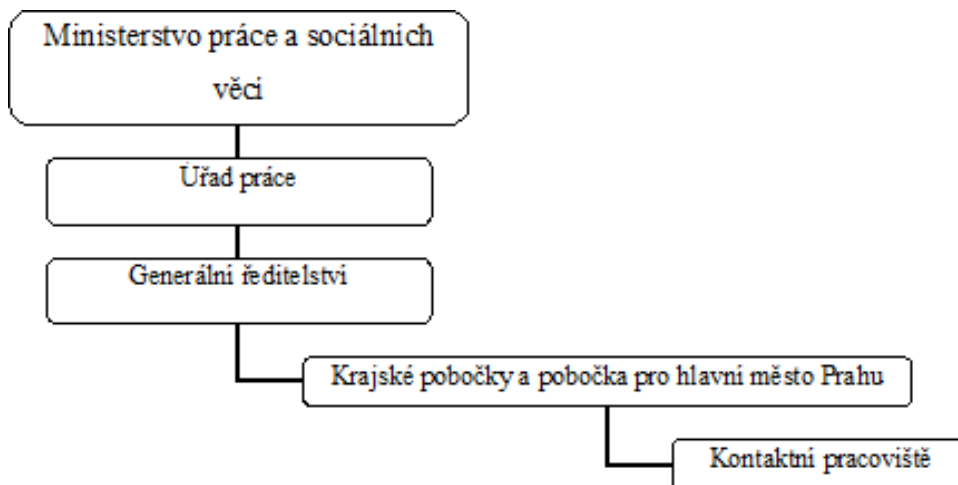 Ministerstvo práce a sociálních
věcí
Úřad práce
Generální ředitelství
Krajské pobočky a pobočka pro hlavní město Prahu
Kontaktní pracoviště